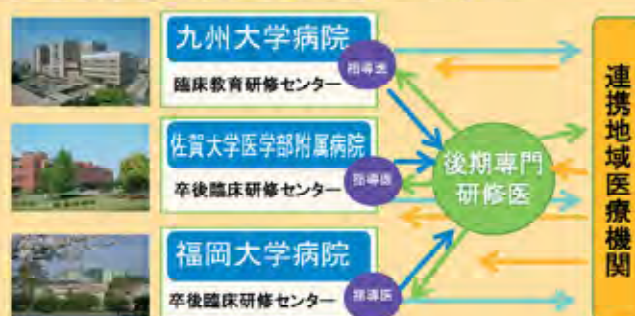 九州大学病院
指導医
臨床教育研修センター
佐賀大学医学部附属病院
指導医
卒後臨床研修センター
福岡大学病院
指導医
卒後臨床研修センター
後期専門
研修医
連携地域医療機関